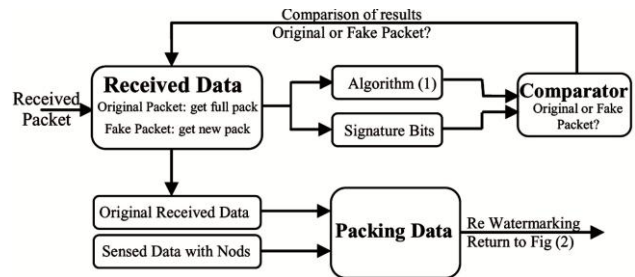 Comparison of results
Original or Fake Packet?
Received
Packet
Received Data
Original Packet: get full pack
Fake Packet: get new pack
Algorithm (1)
Signature Bits
Comparator
Original or Fake
Packet?
Original Received Data
Sensed Data with Nods
Packing Data
Re Watermarking
Return to Fig (2)